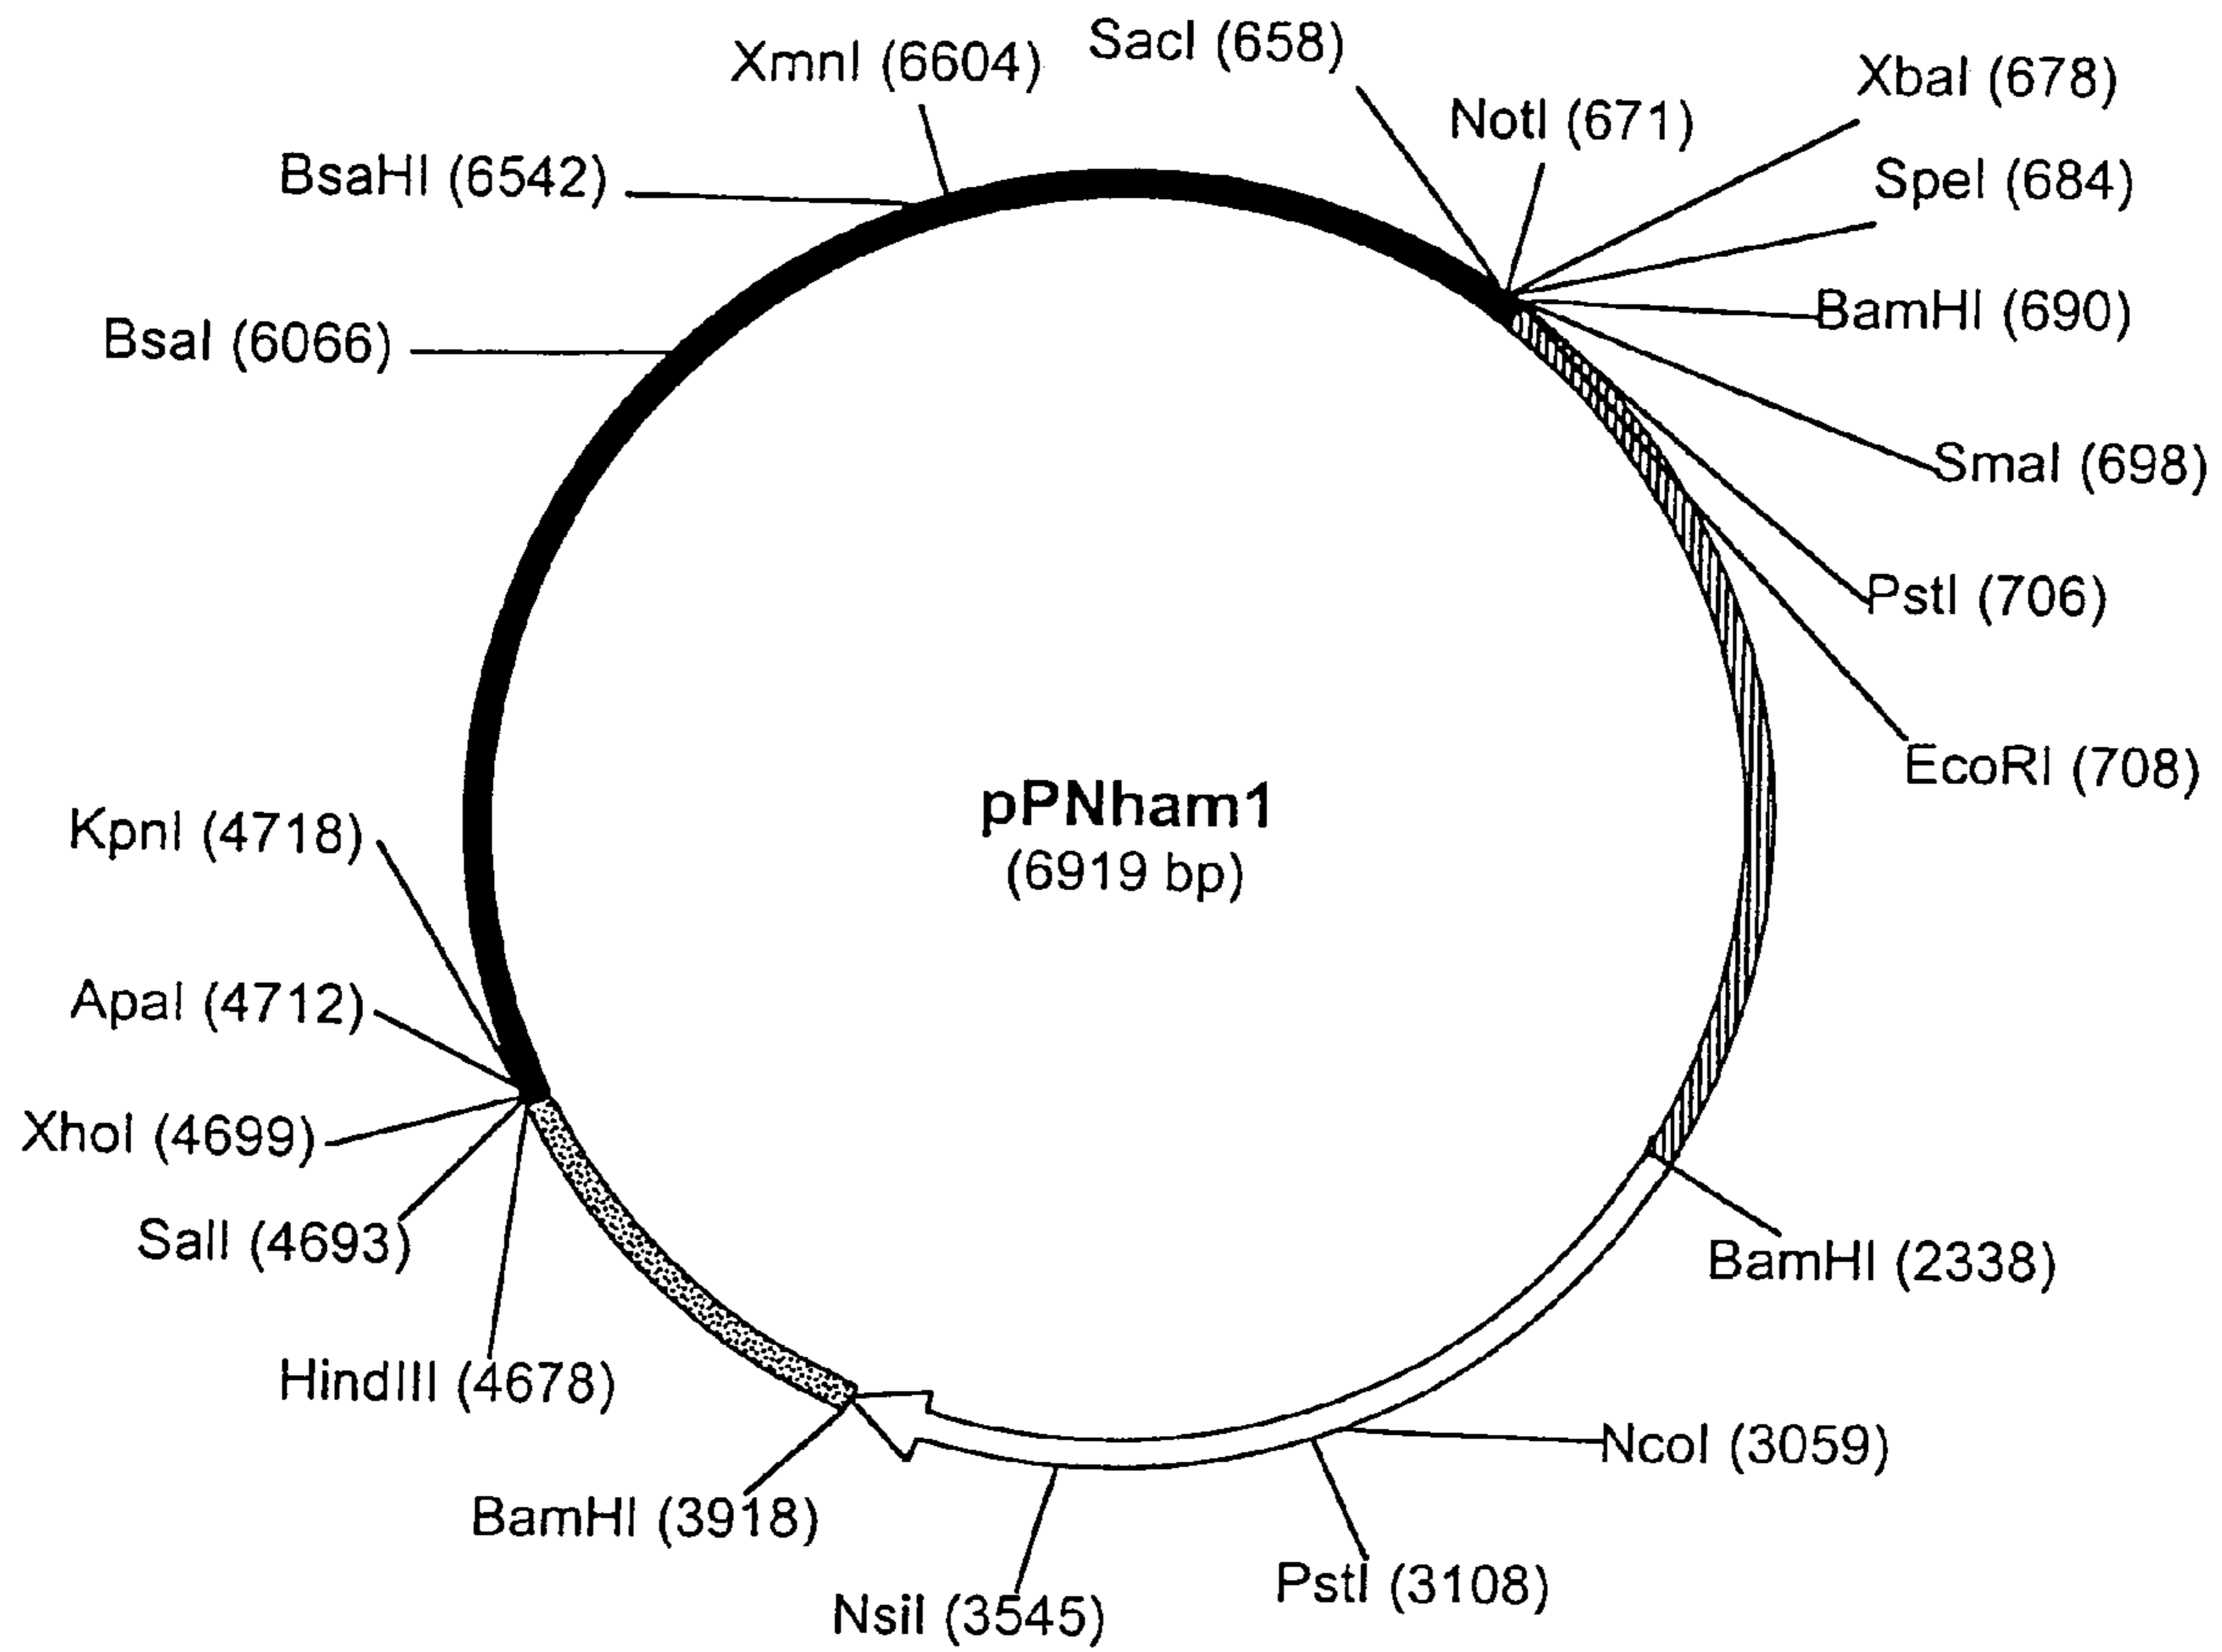 XmnI (6604)
SacI (658)
NotI (671)
XbaI (678)
SpeI (684)
BamHI (690)
SmaI (698)
PstI (706)
EcoRI (708)
BamHI (2338)
NcoI (3059)
PstI (3108)
NsiI (3545)
BamHI (3918)
HindIII (4678)
SalI (4693)
XhoI (4699)
ApaI (4712)
KpnI (4718)
BsaI (6066)
BsaHI (6542)
pPNham1
(6919 bp)